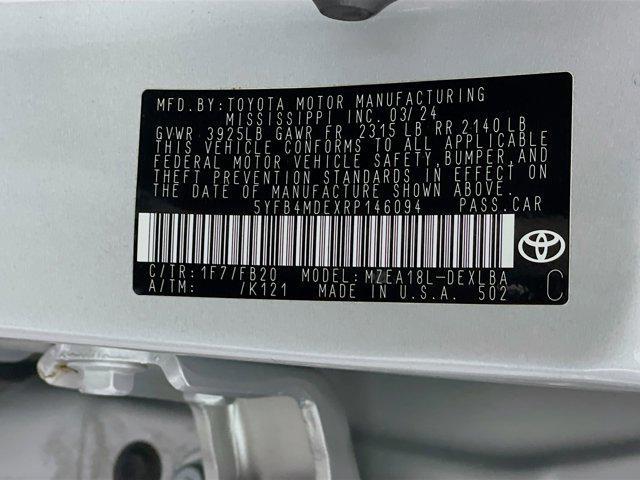 MFD.BY:TOYOTA MOTOR MANUFACTURING
MISSISSIPPI INC. 03/24
GVWR 3925LB GAWR FR 2315 LB RR 2140 LB
THIS VEHICLE CONFORMS TO ALL APPLICABLE
FEDERAL MOTOR VEHICLE SAFETY,BUMPER,AND
THEFT PREVENTION STANDARDS IN EFFECT ON
THE DATE OF MANUFACTURE SHOWN ABOVE.
5YFB4MDEXRP146094 PASS.CAR
C/TR:1F7/FB20 MODEL:MZEA18L-DEXLBA
A/TM: /K121 MADE IN U.S.A. 502 C